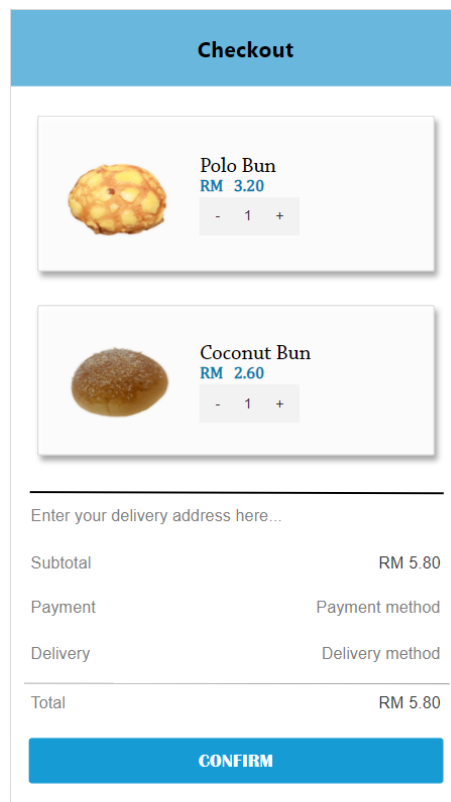 Checkout
Polo Bun
RM 3.20
- 1 +
Coconut Bun
RM 2.60
- 1 +
Enter your delivery address here...
Subtotal RM 5.80
Payment Payment method
Delivery Delivery method
Total RM 5.80
CONFIRM